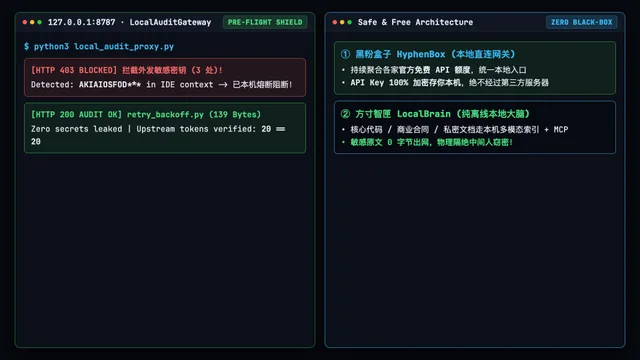 127.0.0.1:8787 · LocalAuditGateway
PRE-FLIGHT SHIELD
$ python3 local_audit_proxy.py
[HTTP 403 BLOCKED] 拦截外发敏感密钥 (3 处)!
Detected: AKIAIOSFOD*** in IDE context -> 已本机熔断阻断!
[HTTP 200 AUDIT OK] retry_backoff.py (139 Bytes)
Zero secrets leaked | Upstream tokens verified: 20 ==
20
Safe & Free Architecture
ZERO BLACK-BOX
① 黑粉盒子 HyphenBox (本地直连网关)
• 持续聚合各家官方免费 API 额度，统一本地入口
• API Key 100% 加密存你本机，绝不经过第三方服务器
② 方寸智匣 LocalBrain (纯离线本地大脑)
• 核心代码 / 商业合同 / 私密文档走本机多模态索引 + MCP
• 敏感原文 0 字节出网，物理隔绝中间人窃密!